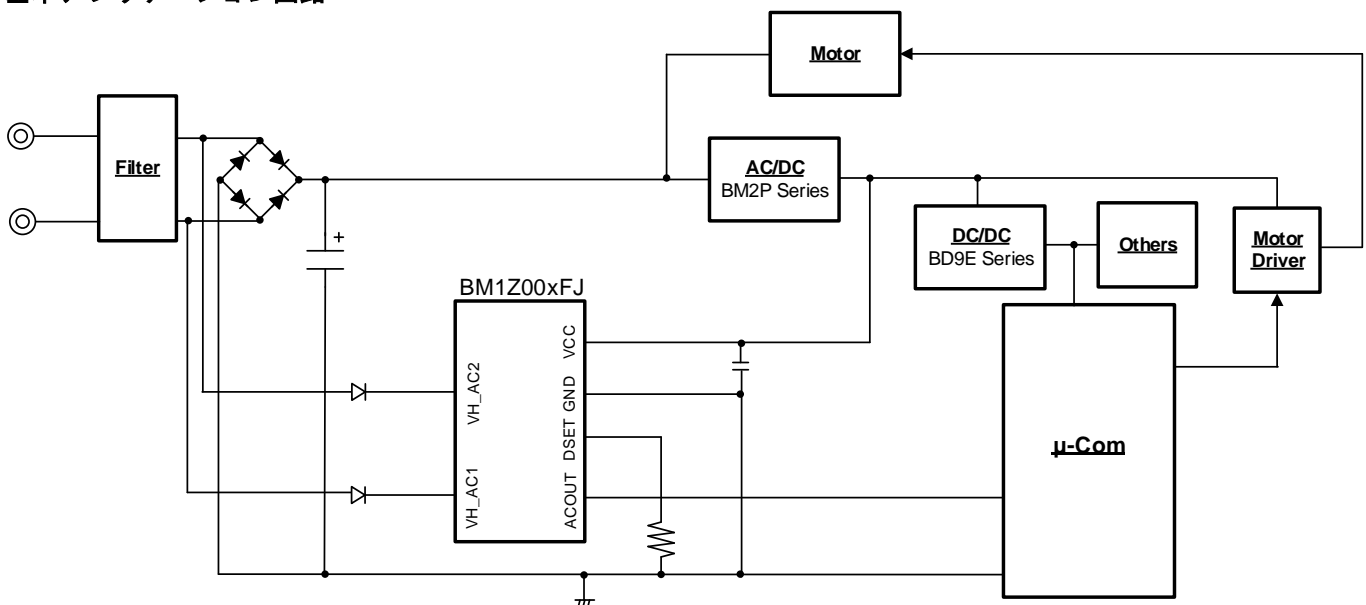 Motor
Filter
AC/DC
BM2P Series
DC/DC
BD9E Series
Others
Motor
Driver
+
BM1Z00xFJ
VH_AC2
VH_AC1
VCC
GND
DSET
ACOUT
μ-Com